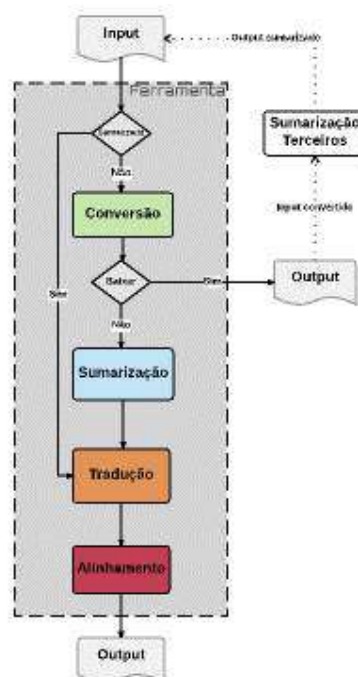 Input
Output sumarizado
Ferramenta
Sumarização
Terceiros
Não
Conversão
Input convertido
Sim
Output
Sim
Não
Sumarização
Tradução
Alinhamento
Output